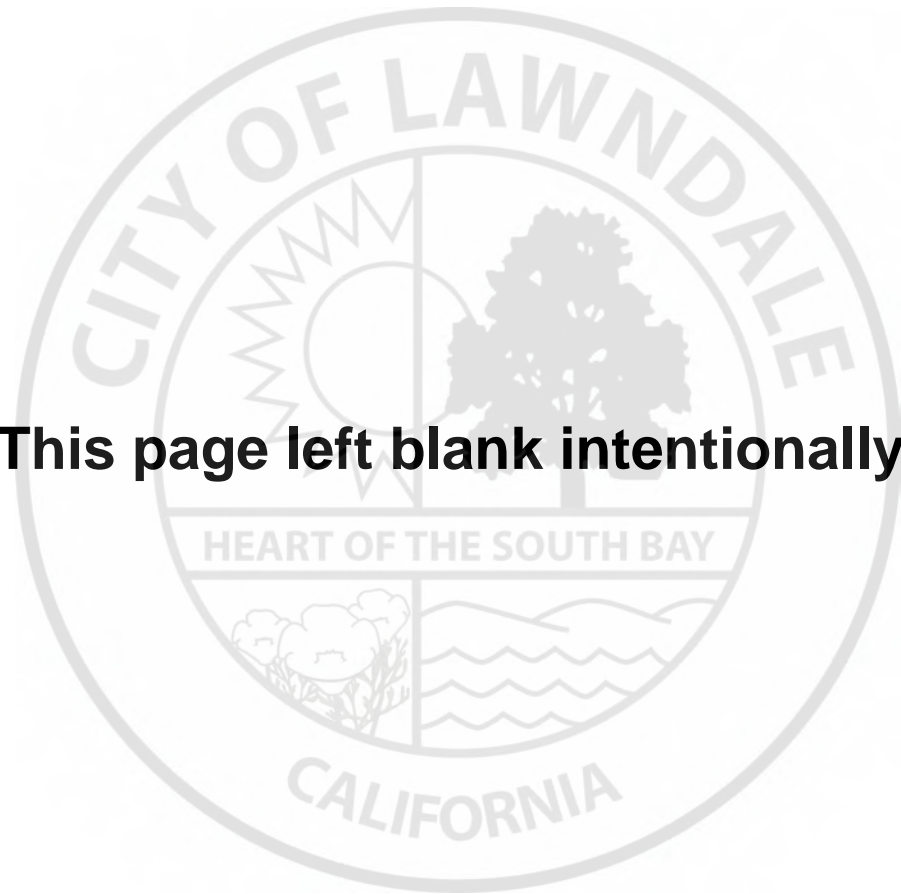 CITY OF LAWNDALE
This page left blank intentionally
HEART OF THE SOUTH BAY
CALIFORNIA